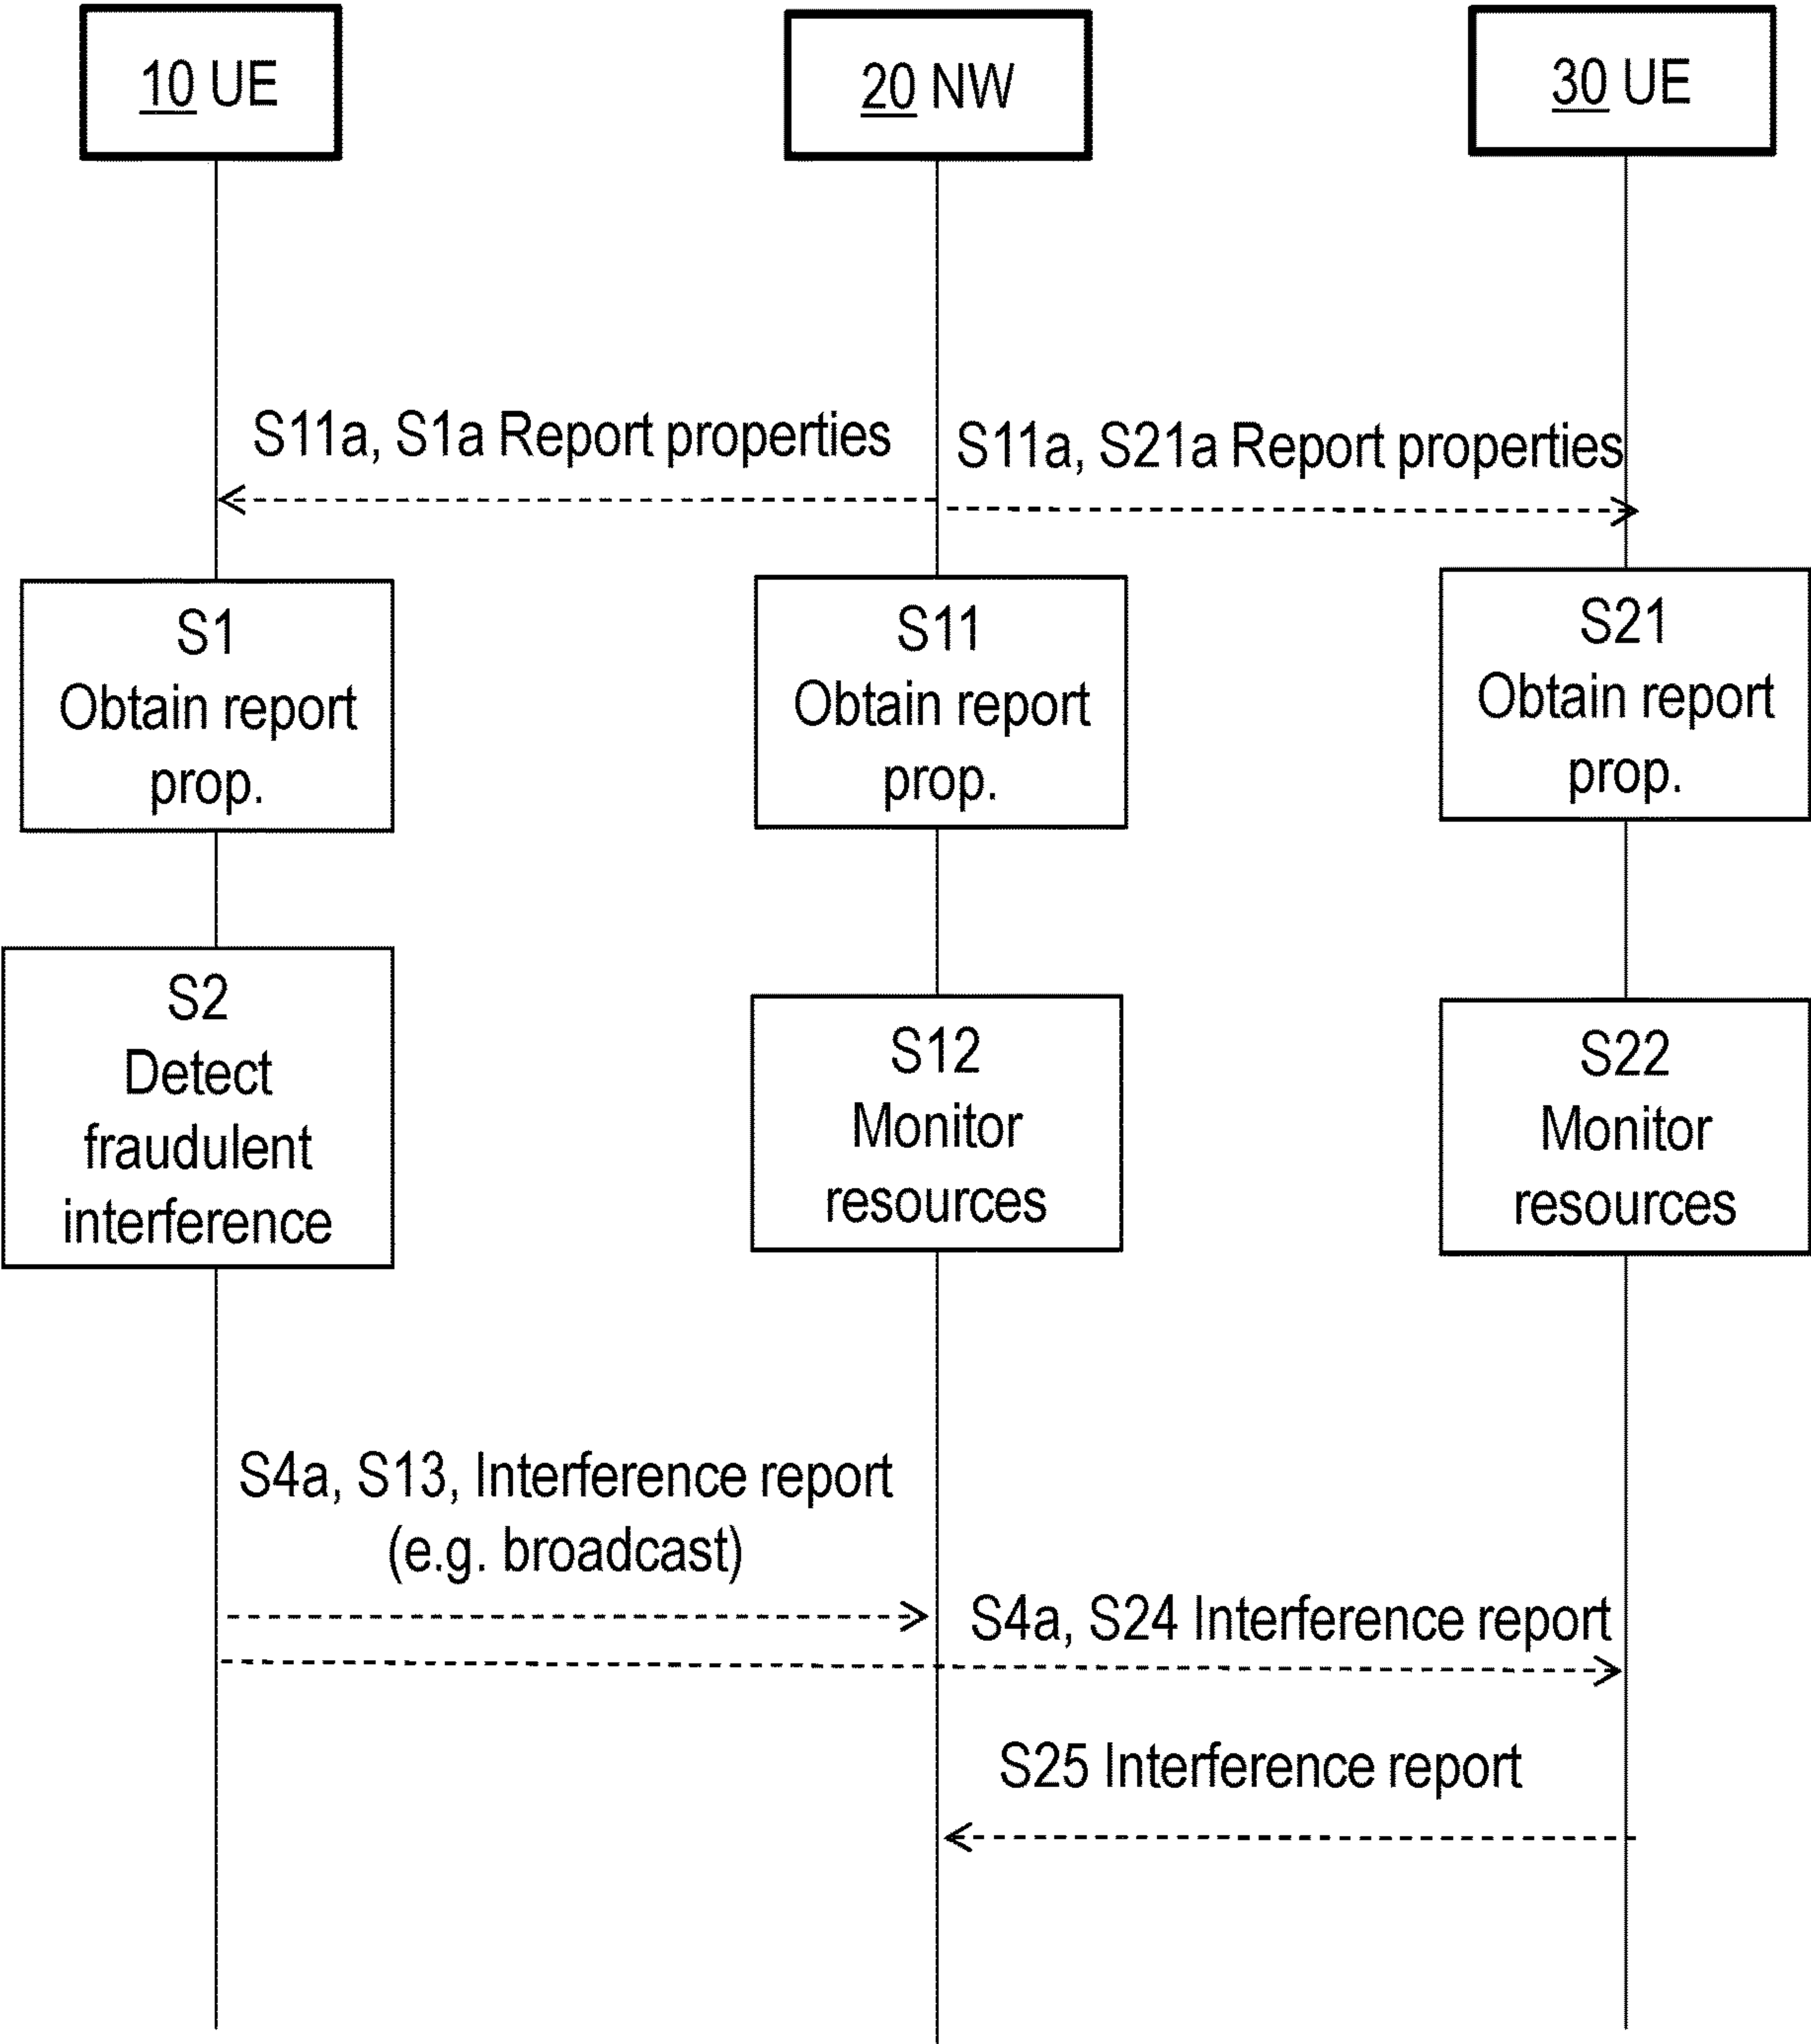 10 UE
20 NW
30 UE
S11a, S1a Report properties
S11a, S21a Report properties
S1
Obtain report
prop.
S11
Obtain report
prop.
S21
Obtain report
prop.
S2
Detect
fraudulent
interference
S12
Monitor
resources
S22
Monitor
resources
S4a, S13, Interference report
(e.g. broadcast)
S4a, S24 Interference report
S25 Interference report